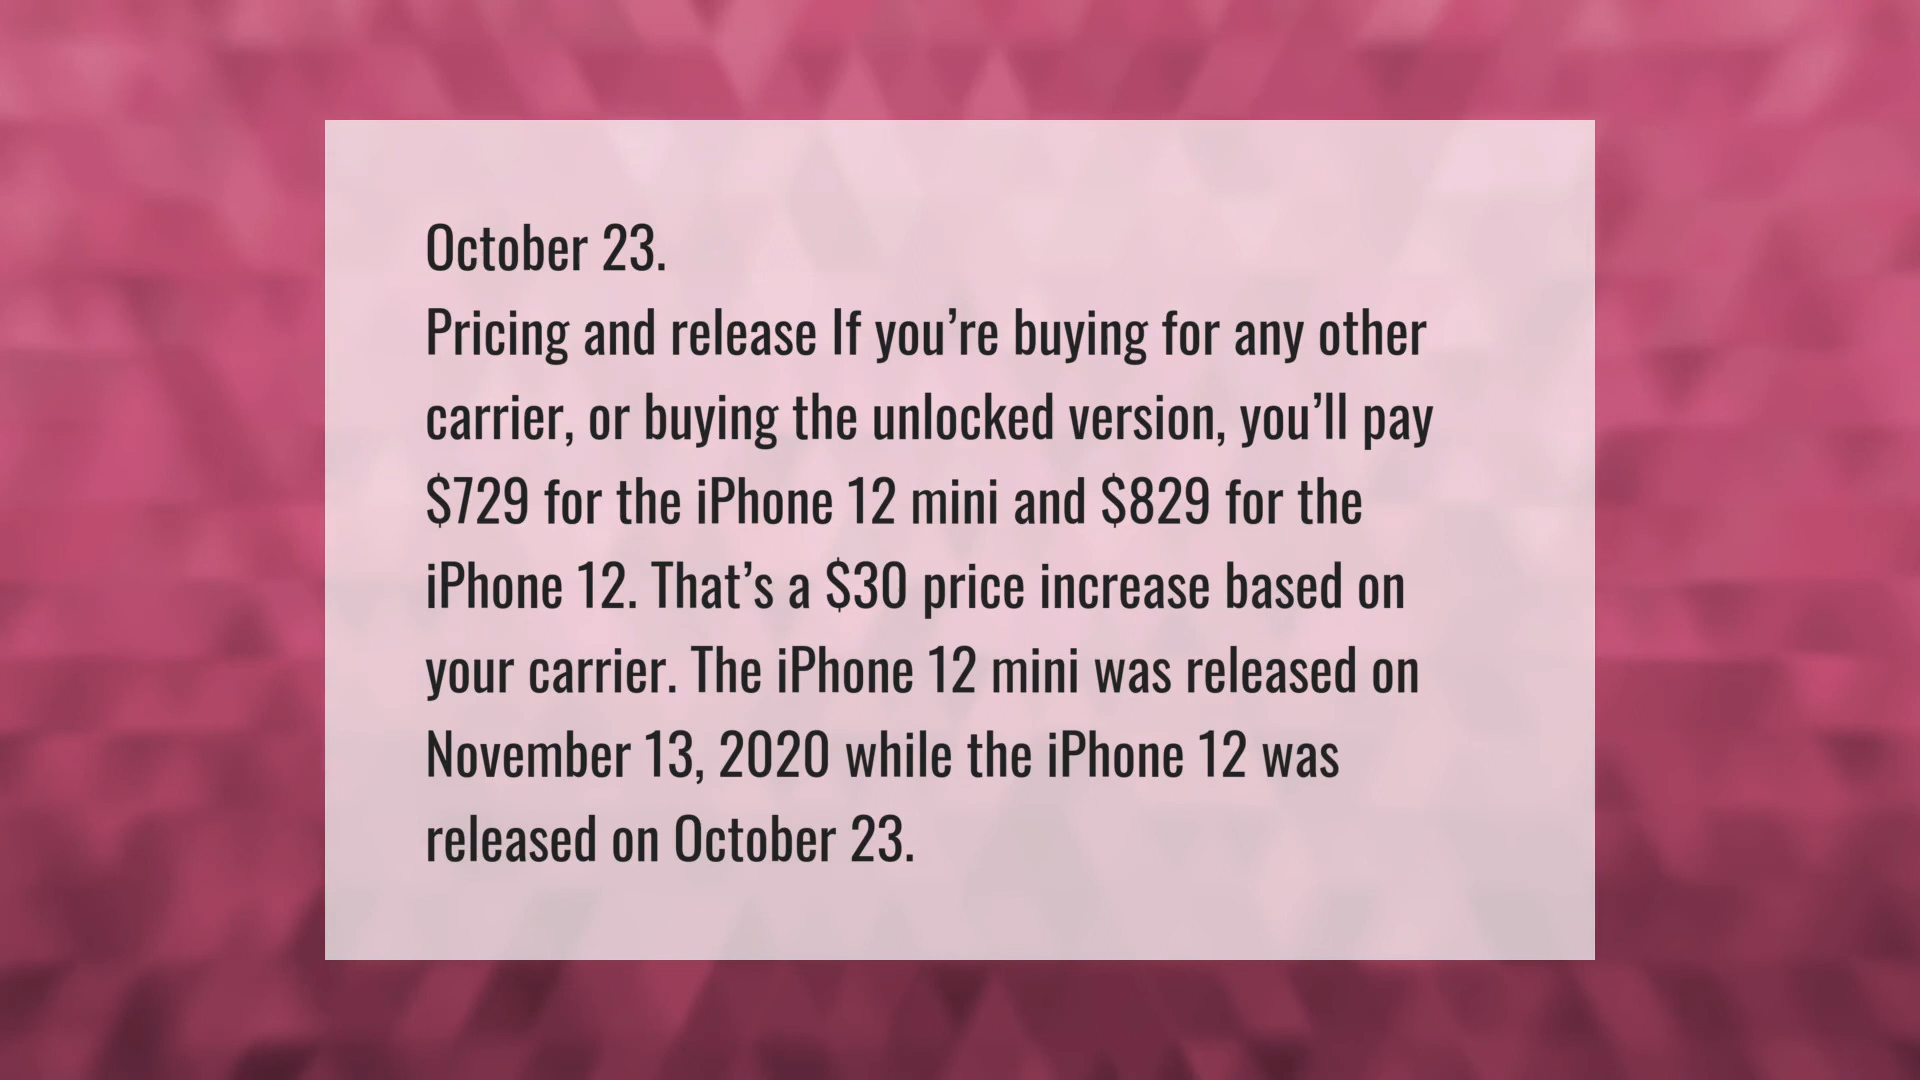 October 23.
Pricing and release If you’re buying for any other
carrier, or buying the unlocked version, you’ll pay
$729 for the iPhone 12 mini and $829 for the
iPhone 12. That’s a $30 price increase based on
your carrier. The iPhone 12 mini was released on
November 13, 2020 while the iPhone 12 was
released on October 23.